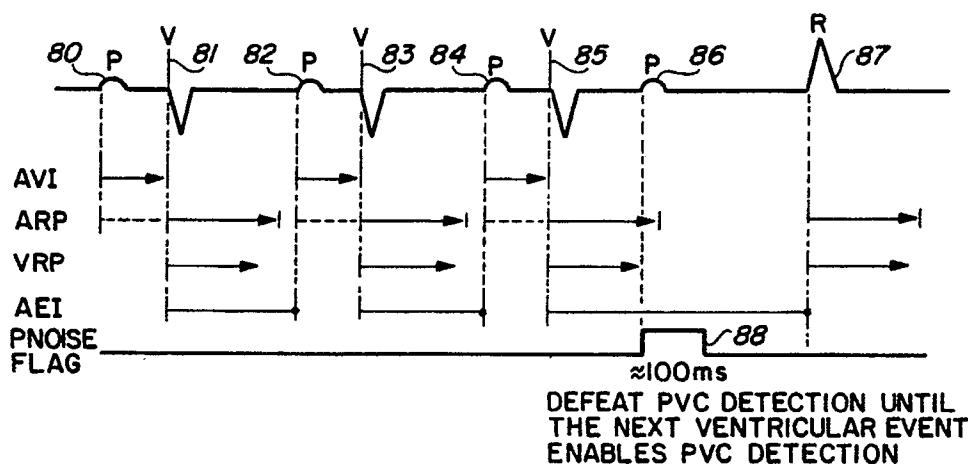 80 P V 81 82 P V 83 84 P V 85 P 86 R 87
AVI
ARP
VRP
AEI
PNOISE
FLAG
88
≈100ms
DEFEAT PVC DETECTION UNTIL
THE NEXT VENTRICULAR EVENT
ENABLES PVC DETECTION